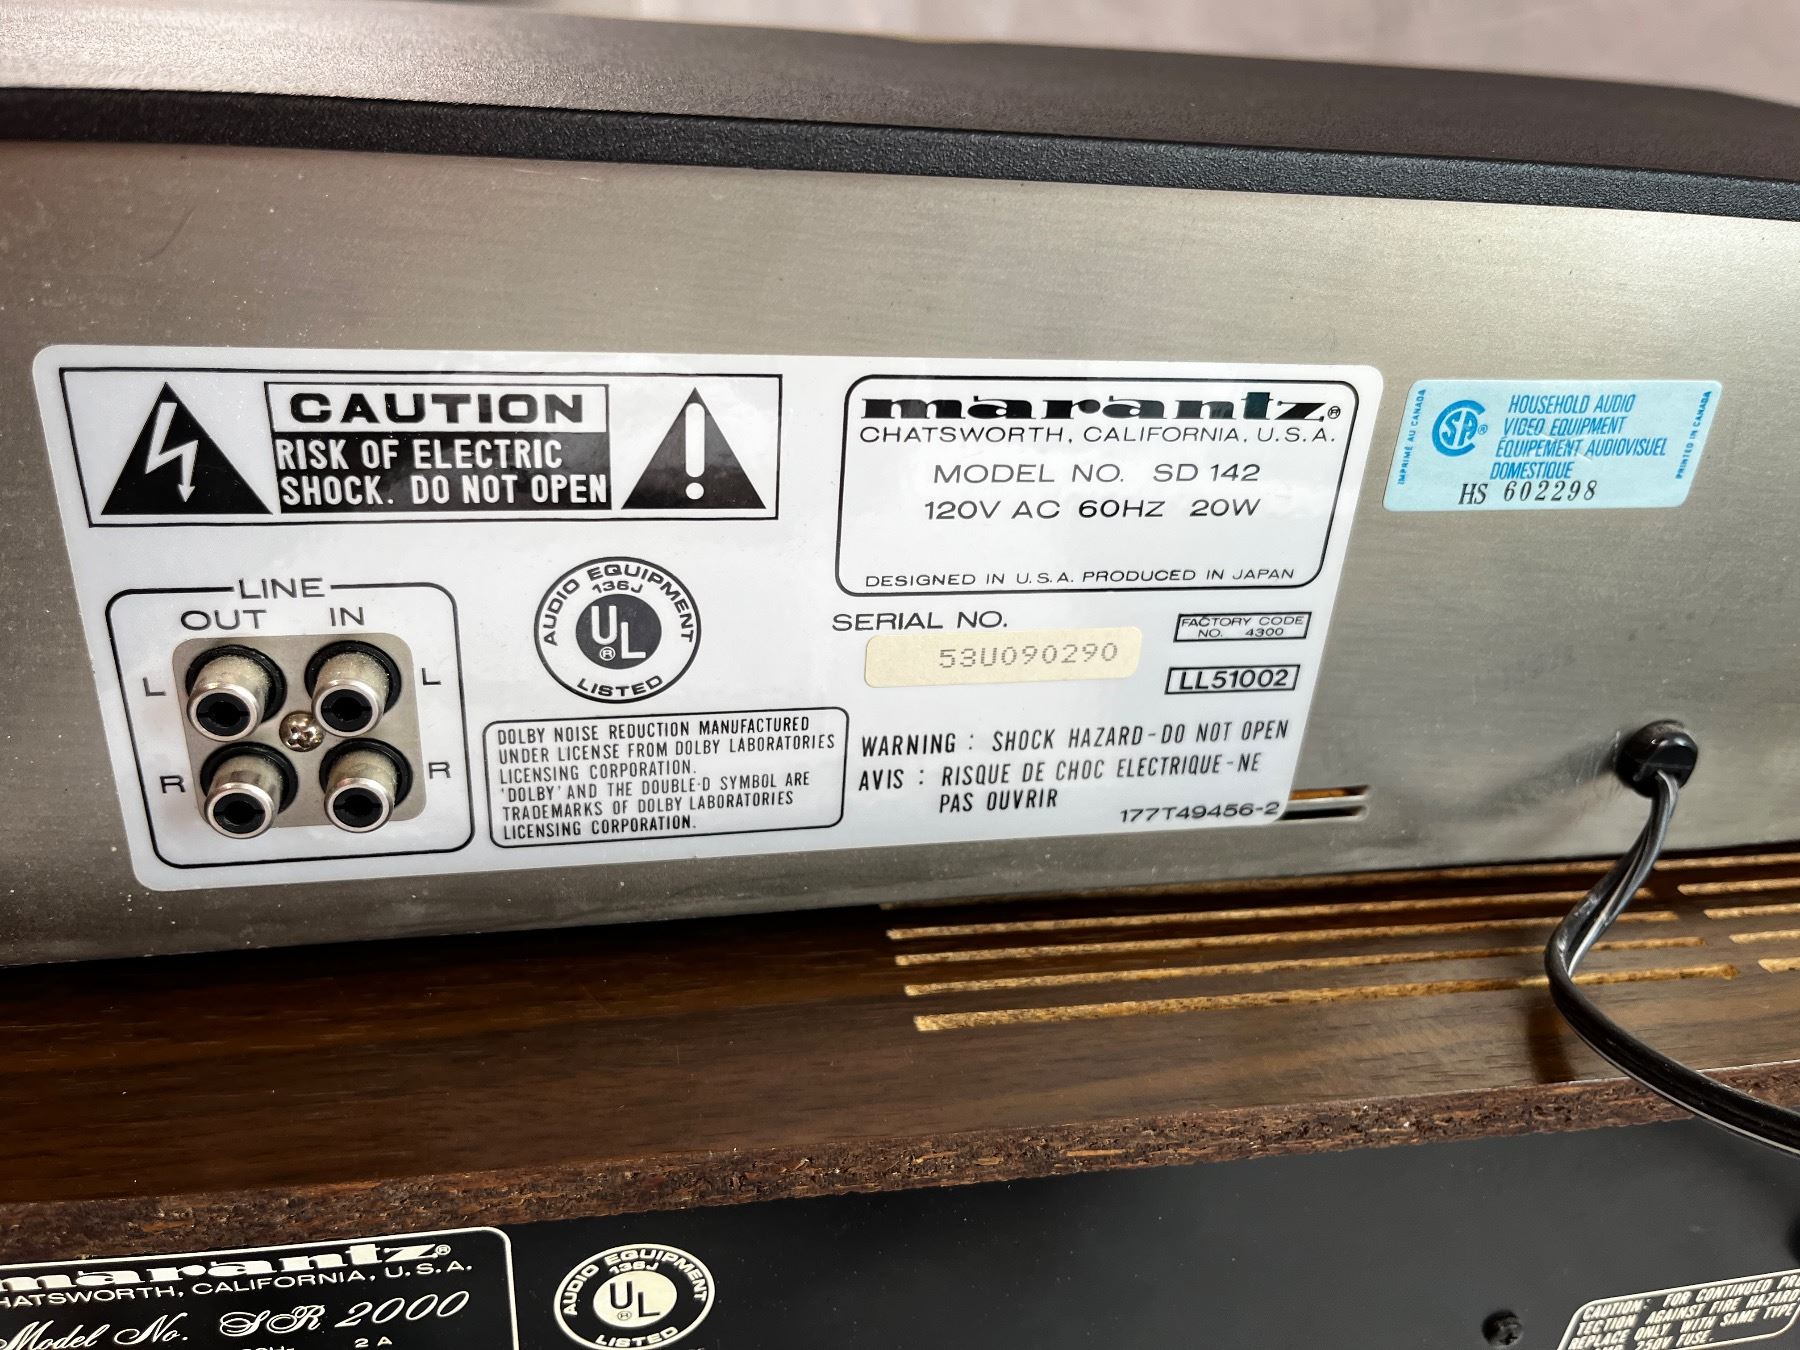 CAUTION
RISK OF ELECTRIC
SHOCK. DO NOT OPEN
LINE
OUT IN
L L
R R
AUDIO EQUIPMENT
136J
UL®
LISTED
DOLBY NOISE REDUCTION MANUFACTURED
UNDER LICENSE FROM DOLBY LABORATORIES
LICENSING CORPORATION.
'DOLBY' AND THE DOUBLE-D SYMBOL ARE
TRADEMARKS OF DOLBY LABORATORIES
LICENSING CORPORATION.
marantz®
CHATSWORTH, CALIFORNIA, U.S.A.
MODEL NO. SD 142
120V AC 60HZ 20W
DESIGNED IN U.S.A. PRODUCED IN JAPAN
SERIAL NO.
53U090290
FACTORY CODE
NO. 4300
LL51002
WARNING : SHOCK HAZARD-DO NOT OPEN
AVIS : RISQUE DE CHOC ELECTRIQUE-NE
PAS OUVRIR
177T49456-2
IMPRIMÉ AU CANADA
SA®
HOUSEHOLD AUDIO
VIDEO EQUIPMENT
ÉQUIPEMENT AUDIOVISUEL
DOMESTIQUE
HS 602298
PRINTED IN CANADA
marantz®
HATSWORTH, CALIFORNIA, U.S.A.
Model No. SR 2000
2A
AUDIO EQUIPMENT
136J
UL®
LISTED
CAUTION: FOR CONTINUED PRO
TECTION AGAINST FIRE HAZARD
REPLACE ONLY WITH SAME TYPE
250V FUSE.